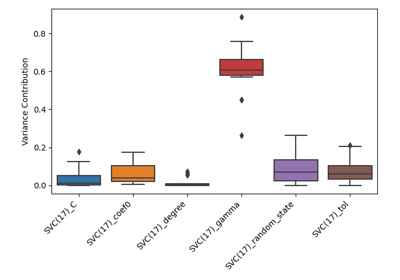 Variance Contribution
0.8
0.6
0.4
0.2
0.0
SVC(17)_C
SVC(17)_coef0
SVC(17)_degree
SVC(17)_gamma
SVC(17)_random_state
SVC(17)_tol